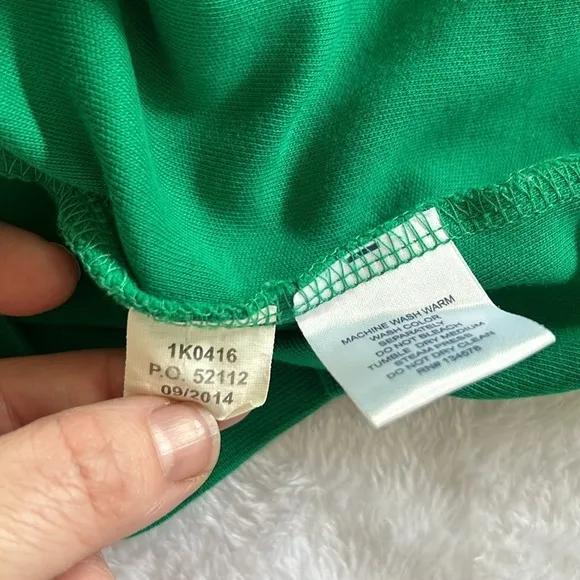 1K0416
P.O. 52112
09/2014
MACHINE WASH WARM
WASH COLOR
SEPARATELY
DO NOT BLEACH
TUMBLE DRY MEDIUM
STEAM PRESS
DO NOT DRY CLEAN
RN# 134678